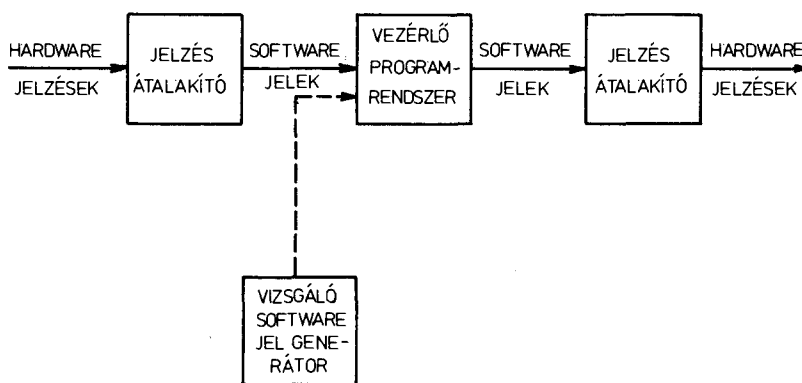 HARDWARE
JELZÉSEK
JELZÉS
ÁTALAKÍTÓ
SOFTWARE
JELEK
VEZÉRLŐ
PROGRAM-
RENDSZER
SOFTWARE
JELEK
JELZÉS
ÁTALAKÍTÓ
HARDWARE
JELZÉSEK
VIZSGÁLÓ
SOFTWARE
JEL GENE-
RÁTOR